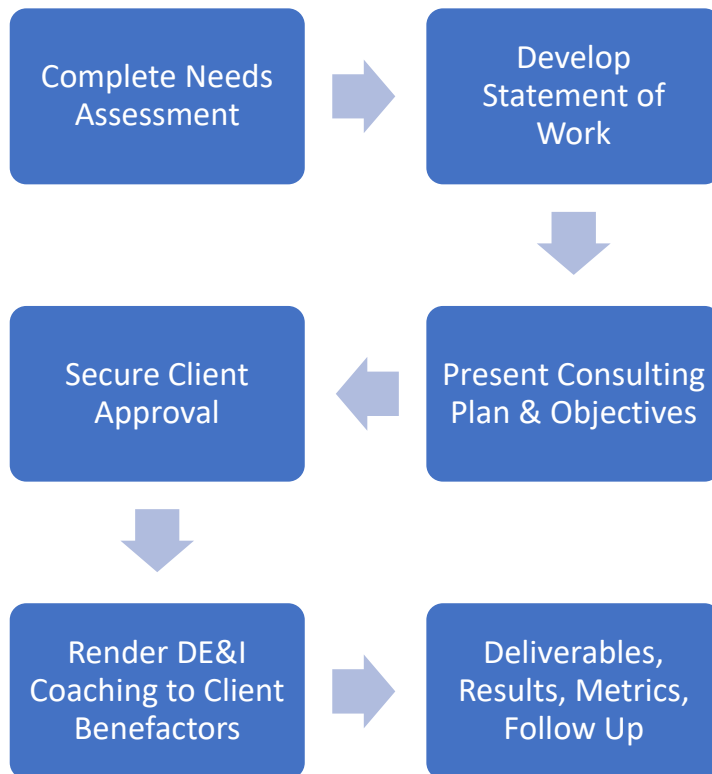 Complete Needs
Assessment
Develop
Statement of
Work
Present Consulting
Plan & Objectives
Secure Client
Approval
Render DE&I
Coaching to Client
Benefactors
Deliverables,
Results, Metrics,
Follow Up